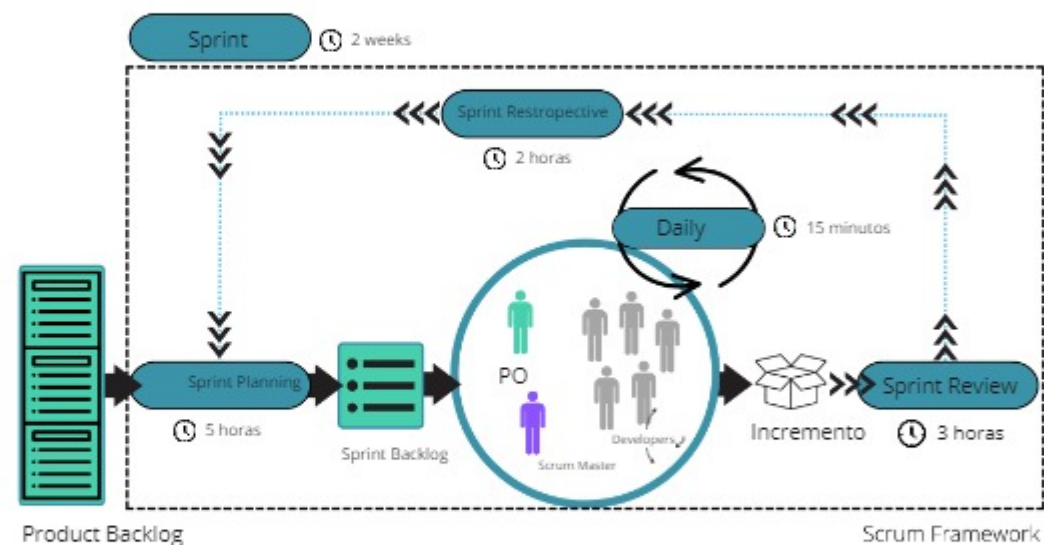 Sprint
2 weeks
Sprint Restropective
2 horas
Daily
15 minutos
Sprint Planning
5 horas
Sprint Backlog
PO
Scrum Master
Developers
Incremento
Sprint Review
3 horas
Product Backlog
Scrum Framework